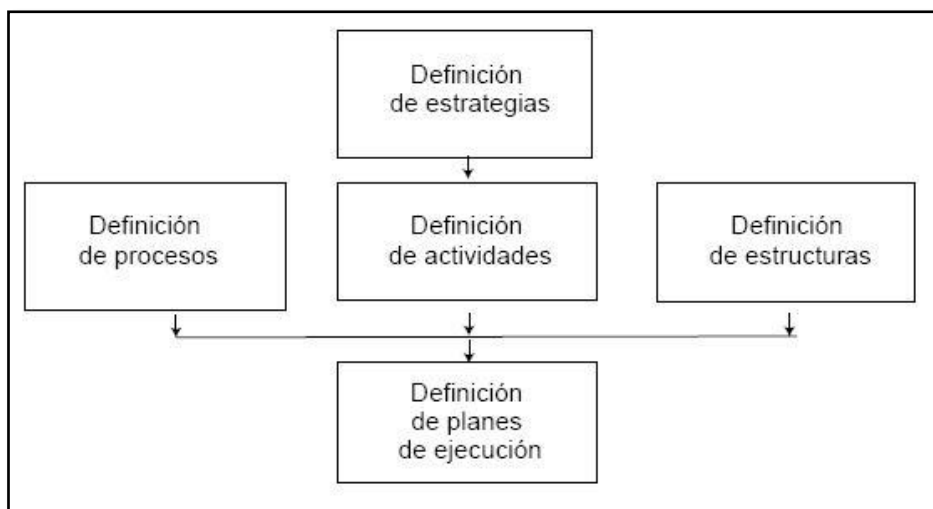 Definición
de estrategias
Definición
de procesos
Definición
de actividades
Definición
de estructuras
Definición
de planes
de ejecución